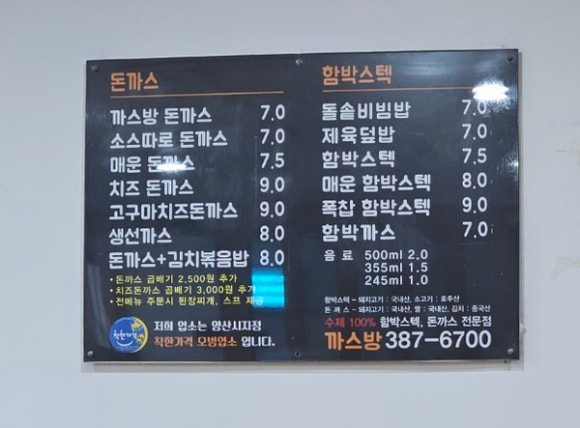 돈까스
까스방 돈까스 7.0
소스따로 돈까스 7.0
매운 돈까스 7.5
치즈 돈까스 9.0
고구마치즈돈까스 9.0
생선까스 8.0
돈까스+김치볶음밥 8.0
• 돈까스 곱빼기 2,500원 추가
• 치즈돈까스 곱빼기 3,000원 추가
• 전메뉴 주문시 된장찌개, 스프 제공
착한가격
저희 업소는 양산시지정
착한가격 모범업소 입니다.
함박스텍
돌솥비빔밥 7.0
제육덮밥 7.0
함박스텍 7.5
매운 함박스텍 8.0
폭찹 함박스텍 9.0
함박까스 7.0
음 료 500ml 2.0
355ml 1.5
245ml 1.0
함박스텍 - 돼지고기 : 국내산, 소고기 : 호주산
돈 까 스 - 돼지고기 : 국내산, 쌀 : 국내산, 김치 : 중국산
수제 100% 함박스텍, 돈까스 전문점
까스방 387-6700